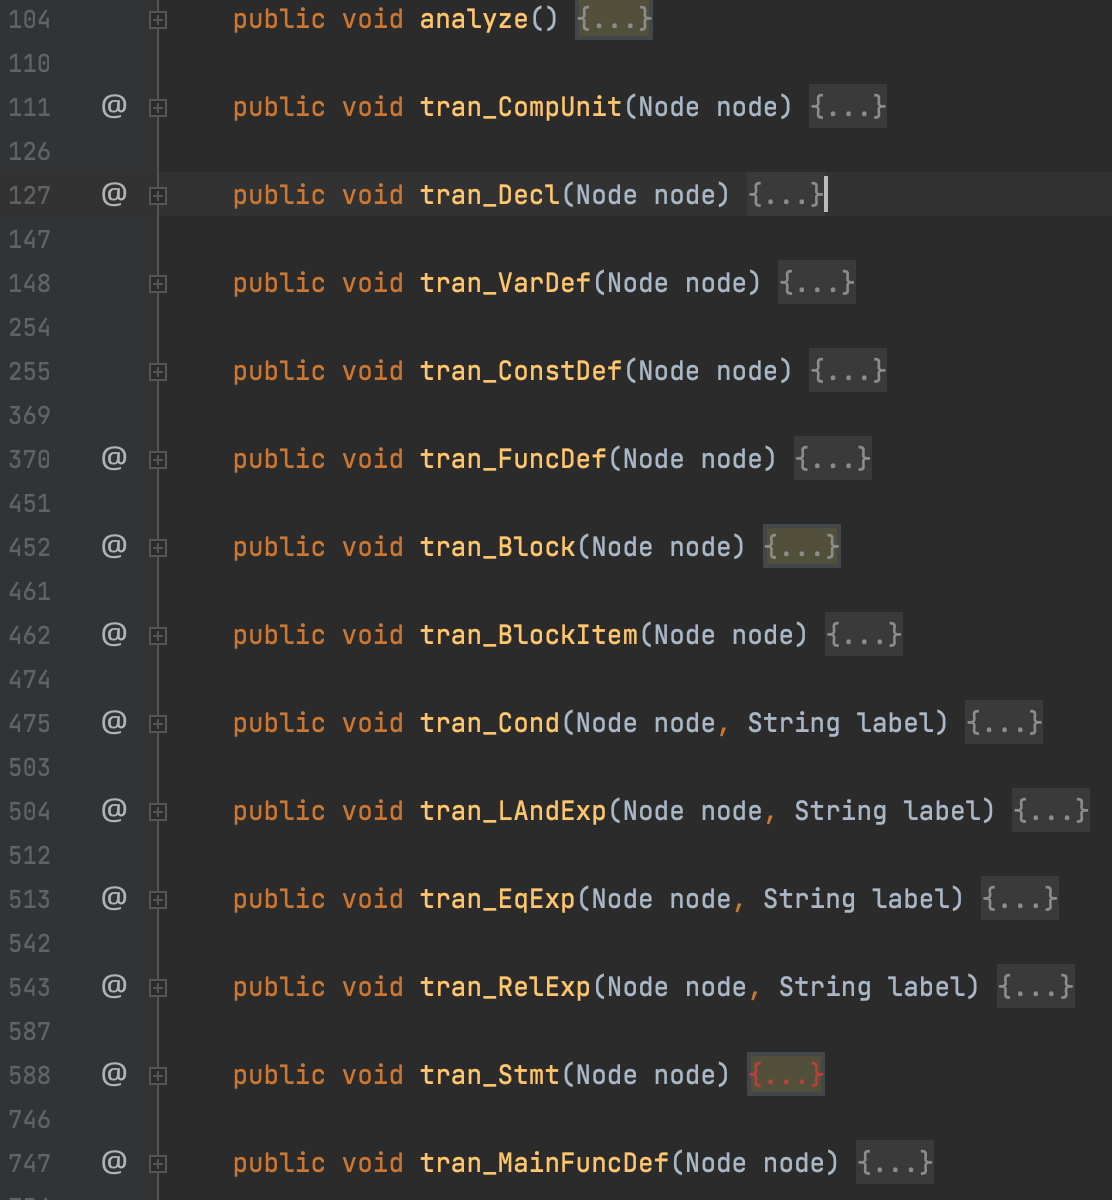 104 public void analyze() {...}
110
111 @ public void tran_CompUnit(Node node) {...}
126
127 @ public void tran_Decl(Node node) {...}
147
148 public void tran_VarDef(Node node) {...}
254
255 public void tran_ConstDef(Node node) {...}
369
370 @ public void tran_FuncDef(Node node) {...}
451
452 @ public void tran_Block(Node node) {...}
461
462 @ public void tran_BlockItem(Node node) {...}
474
475 @ public void tran_Cond(Node node, String label) {...}
503
504 @ public void tran_LAndExp(Node node, String label) {...}
512
513 @ public void tran_EqExp(Node node, String label) {...}
542
543 @ public void tran_RelExp(Node node, String label) {...}
587
588 @ public void tran_Stmt(Node node) {...}
746
747 @ public void tran_MainFuncDef(Node node) {...}